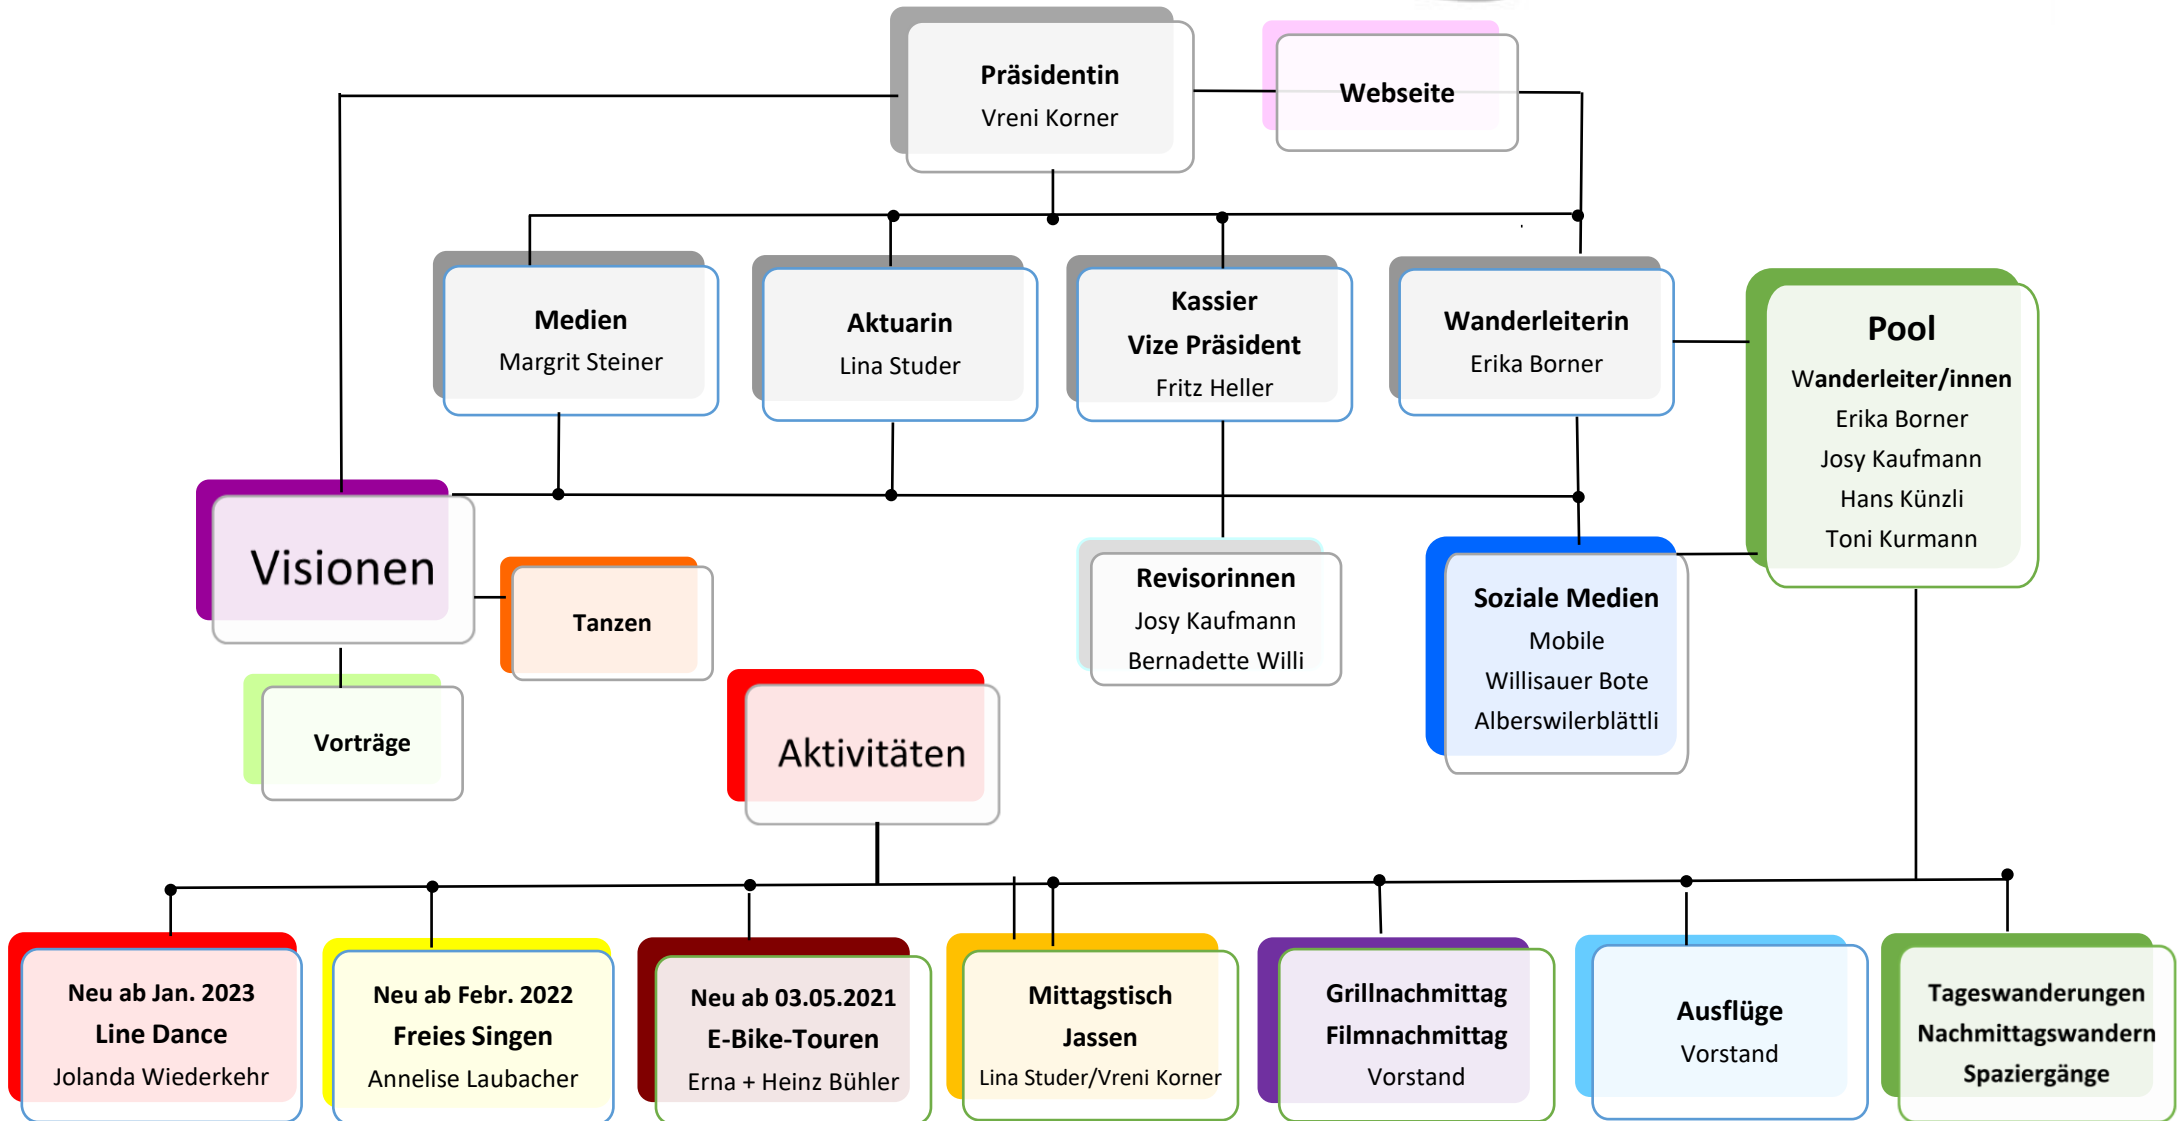 Präsidentin
Vreni Korner
Webseite
Medien
Margrit Steiner
Aktuarin
Lina Studer
Kassier
Vize Präsident
Fritz Heller
Wanderleiterin
Erika Borner
Pool
Wanderleiter/innen
Erika Borner
Josy Kaufmann
Hans Künzli
Toni Kurmann
Visionen
Tanzen
Vorträge
Revisorinnen
Josy Kaufmann
Bernadette Willi
Soziale Medien
Mobile
Willisauer Bote
Alberswilerblättli
Aktivitäten
Neu ab Jan. 2023
Line Dance
Jolanda Wiederkehr
Neu ab Febr. 2022
Freies Singen
Annelise Laubacher
Neu ab 03.05.2021
E-Bike-Touren
Erna + Heinz Bühler
Mittagstisch
Jassen
Lina Studer/Vreni Korner
Grillnachmittag
Filmnachmittag
Vorstand
Ausflüge
Vorstand
Tageswanderungen
Nachmittagswandern
Spaziergänge